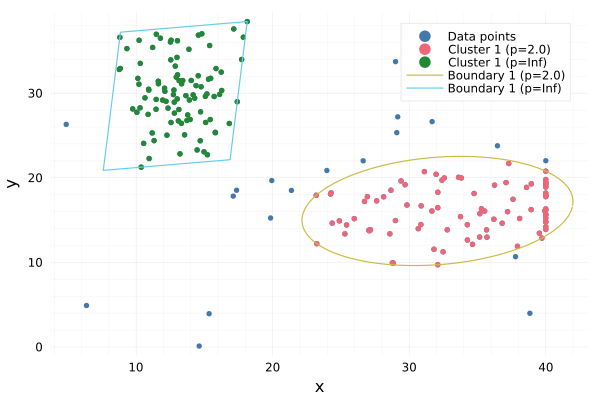 Data points
Cluster 1 (p=2.0)
Cluster 1 (p=Inf)
Boundary 1 (p=2.0)
Boundary 1 (p=Inf)
30
20
10
0
y
10
20
30
40
x